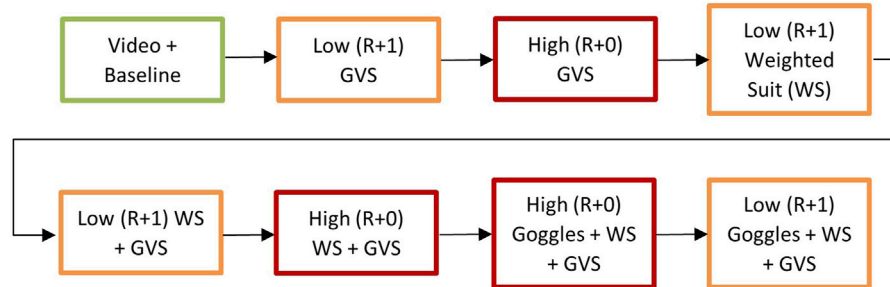 Video +
Baseline
Low (R+1)
GVS
High (R+0)
GVS
Low (R+1)
Weighted
Suit (WS)
Low (R+1) WS
+ GVS
High (R+0)
WS + GVS
High (R+0)
Goggles + WS
+ GVS
Low (R+1)
Goggles + WS
+ GVS